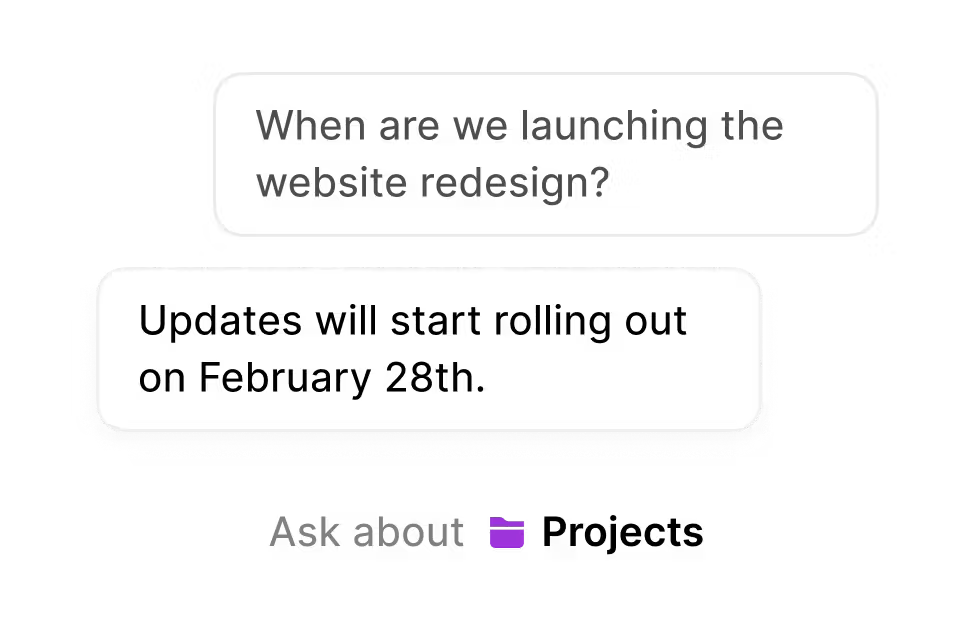 When are we launching the
website redesign?
Updates will start rolling out
on February 28th.
Ask about Projects